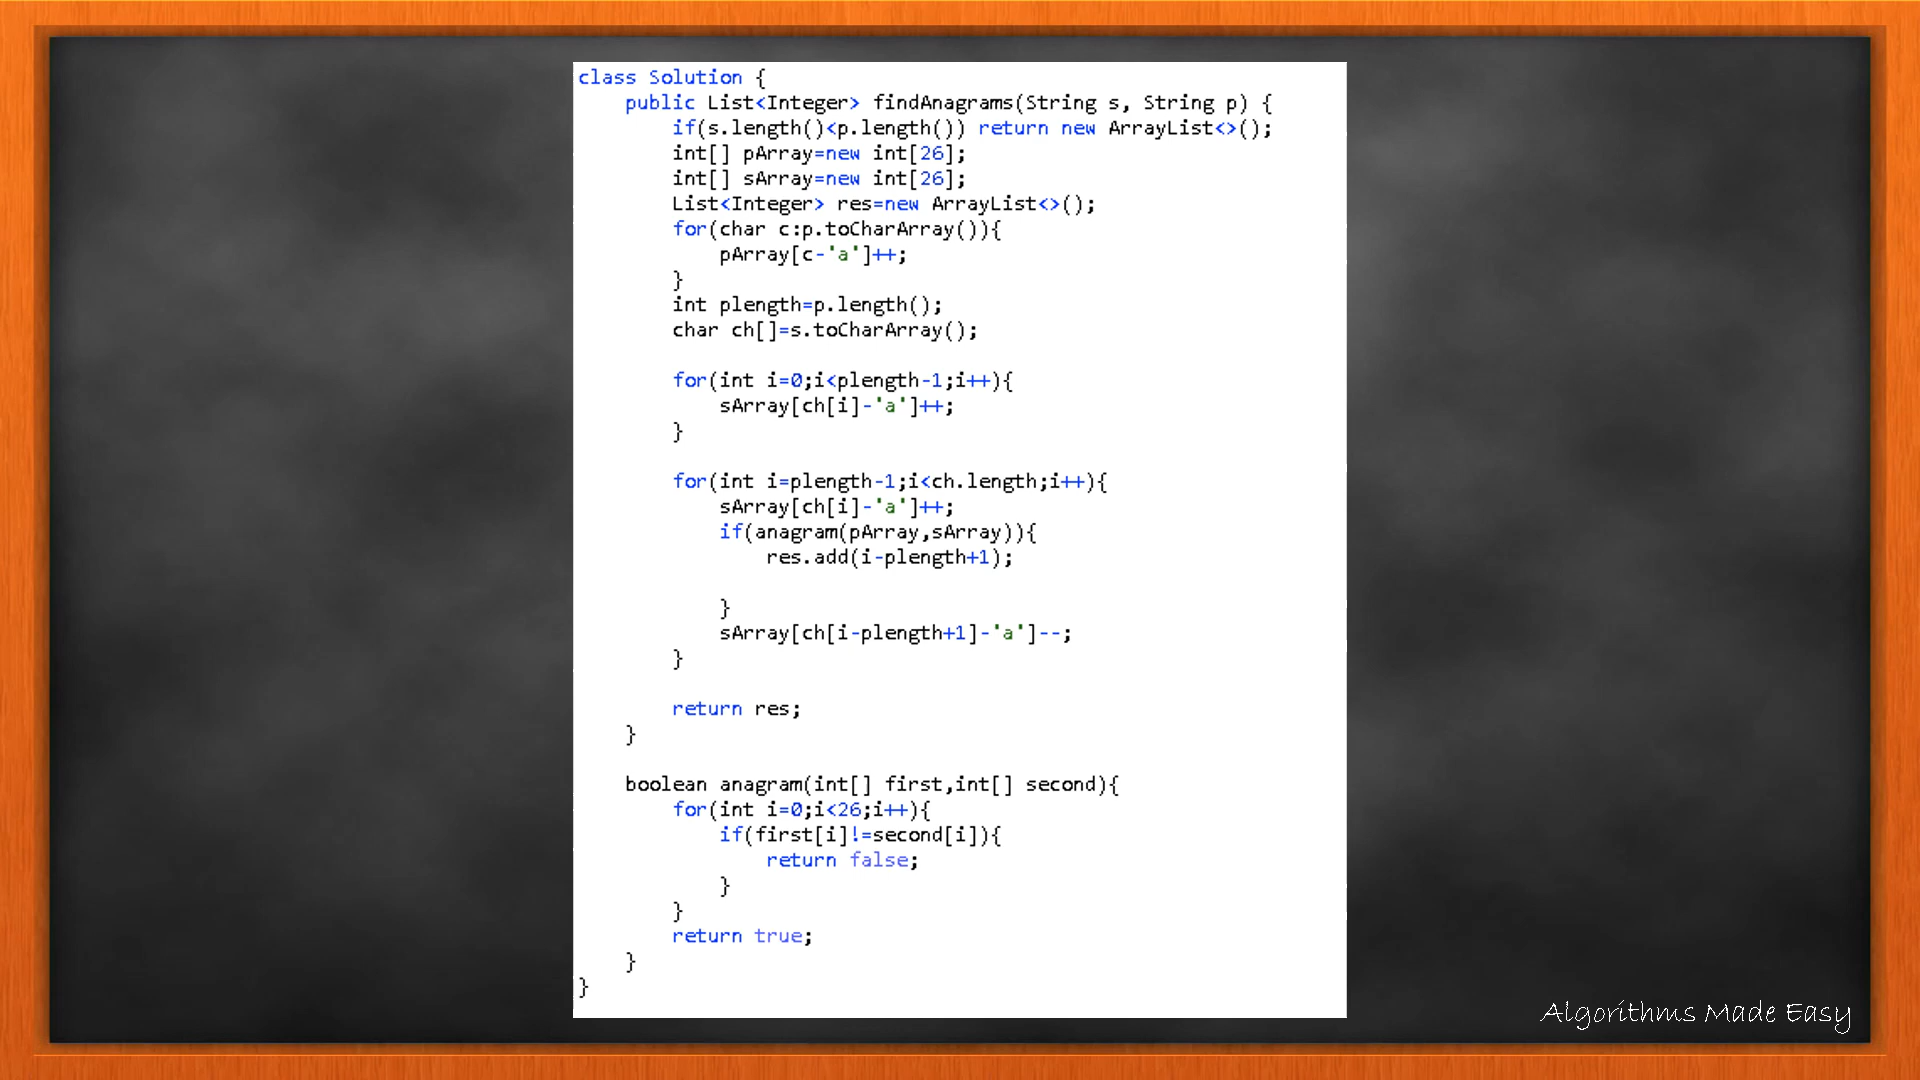 class Solution {
    public List<Integer> findAnagrams(String s, String p) {
        if(s.length()<p.length()) return new ArrayList<>();
        int[] pArray=new int[26];
        int[] sArray=new int[26];
        List<Integer> res=new ArrayList<>();
        for(char c:p.toCharArray()){
            pArray[c-'a']++;
        }
        int plength=p.length();
        char ch[]=s.toCharArray();

        for(int i=0;i<plength-1;i++){
            sArray[ch[i]-'a']++;
        }

        for(int i=plength-1;i<ch.length;i++){
            sArray[ch[i]-'a']++;
            if(anagram(pArray,sArray)){
                res.add(i-plength+1);

            }
            sArray[ch[i-plength+1]-'a']--;
        }

        return res;
    }

    boolean anagram(int[] first,int[] second){
        for(int i=0;i<26;i++){
            if(first[i]!=second[i]){
                return false;
            }
        }
        return true;
    }
}
Algorithms Made Easy